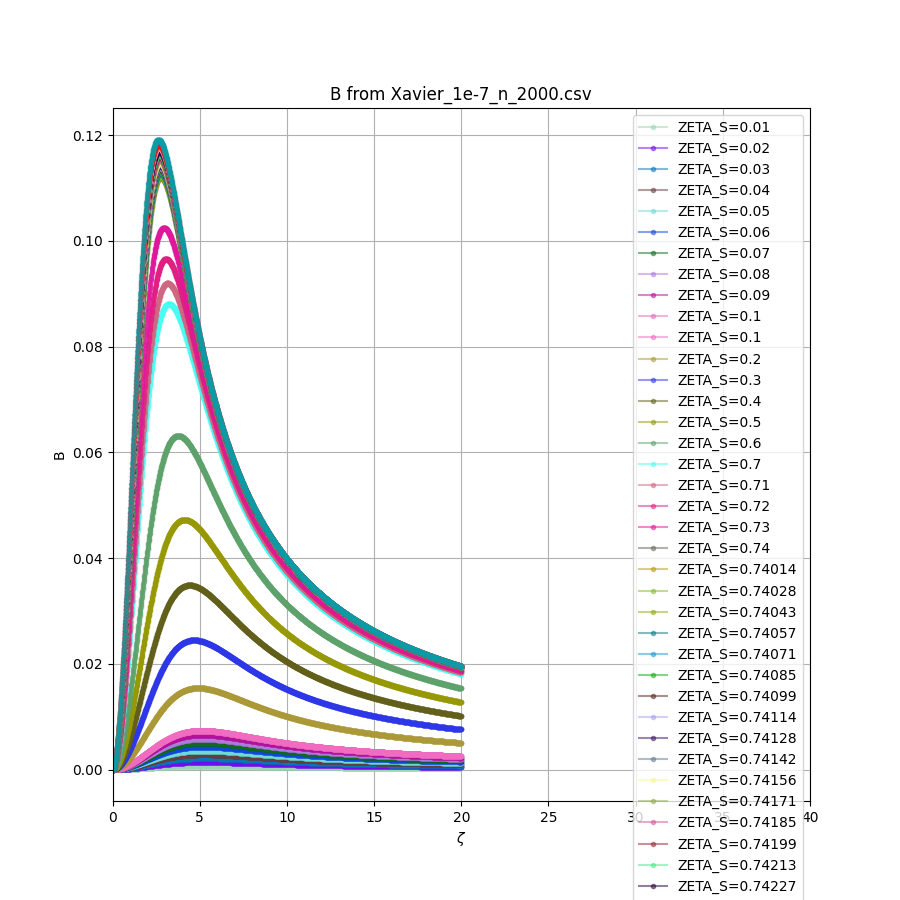 B from Xavier_1e-7_n_2000.csv
0.12
0.10
0.08
0.06
0.04
0.02
0.00
B
0 5 10 15 20 25 30 35 40
ζ
ZETA_S=0.01
ZETA_S=0.02
ZETA_S=0.03
ZETA_S=0.04
ZETA_S=0.05
ZETA_S=0.06
ZETA_S=0.07
ZETA_S=0.08
ZETA_S=0.09
ZETA_S=0.1
ZETA_S=0.1
ZETA_S=0.2
ZETA_S=0.3
ZETA_S=0.4
ZETA_S=0.5
ZETA_S=0.6
ZETA_S=0.7
ZETA_S=0.71
ZETA_S=0.72
ZETA_S=0.73
ZETA_S=0.74
ZETA_S=0.74014
ZETA_S=0.74028
ZETA_S=0.74043
ZETA_S=0.74057
ZETA_S=0.74071
ZETA_S=0.74085
ZETA_S=0.74099
ZETA_S=0.74114
ZETA_S=0.74128
ZETA_S=0.74142
ZETA_S=0.74156
ZETA_S=0.74171
ZETA_S=0.74185
ZETA_S=0.74199
ZETA_S=0.74213
ZETA_S=0.74227